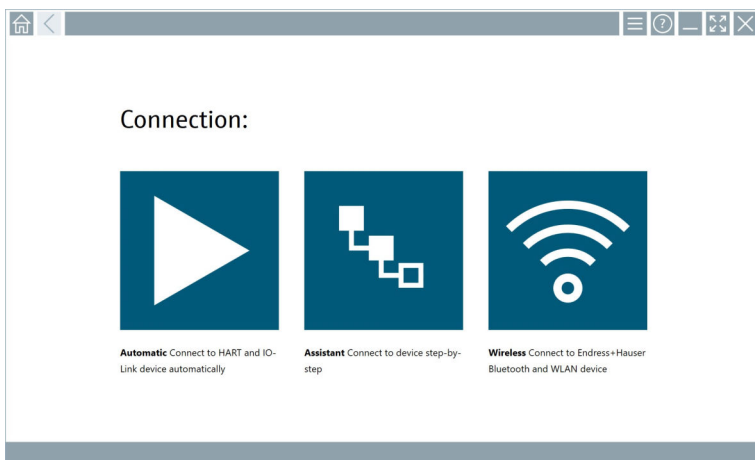 Connection:
Automatic Connect to HART and IO-
Link device automatically
Assistant Connect to device step-by-
step
Wireless Connect to Endress+Hauser
Bluetooth and WLAN device